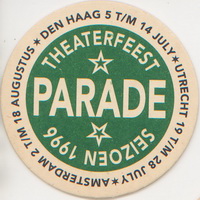 ★ DEN HAAG 5 T/M 14 JULY ★ UTRECHT 19 T/M 28 JULY ★ AMSTERDAM 2 T/M 18 AUGUSTUS
THEATERFEEST
PARADE
SEIZOEN 1996